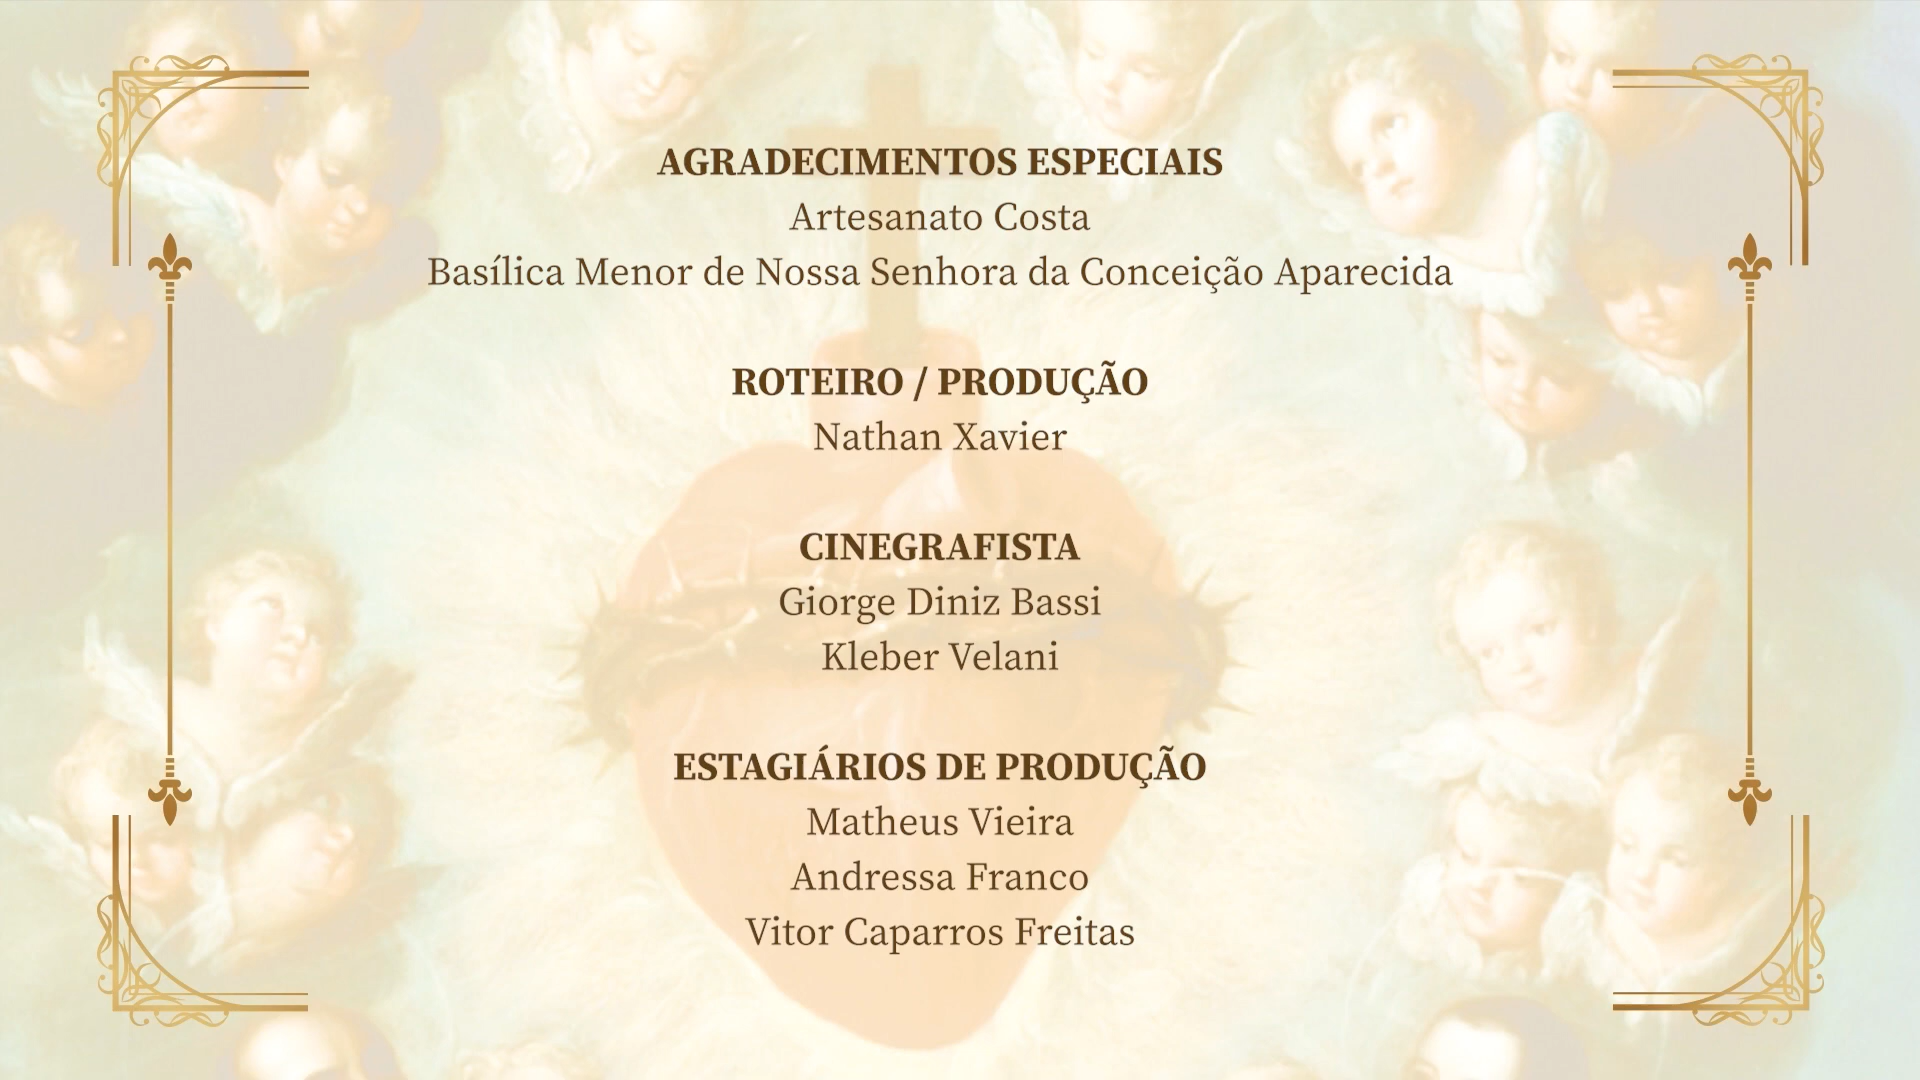 AGRADECIMENTOS ESPECIAIS
Artesanato Costa
Basílica Menor de Nossa Senhora da Conceição Aparecida
ROTEIRO / PRODUÇÃO
Nathan Xavier
CINEGRAFISTA
Giorge Diniz Bassi
Kleber Velani
ESTAGIÁRIOS DE PRODUÇÃO
Matheus Vieira
Andressa Franco
Vitor Caparros Freitas